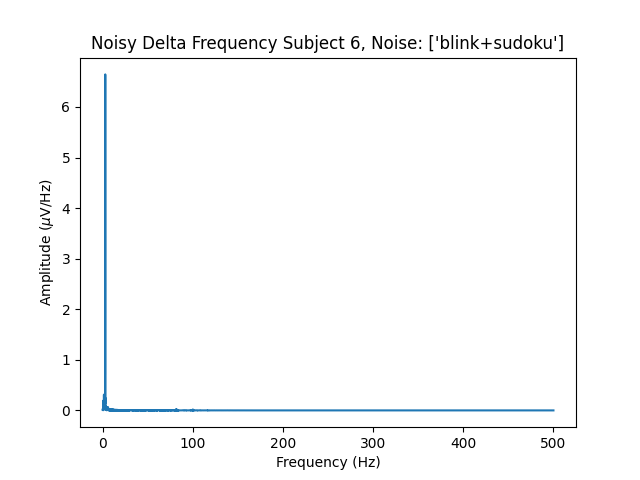 Noisy Delta Frequency Subject 6, Noise: ['blink+sudoku']
Amplitude (μV/Hz)
6
5
4
3
2
1
0
0 100 200 300 400 500
Frequency (Hz)